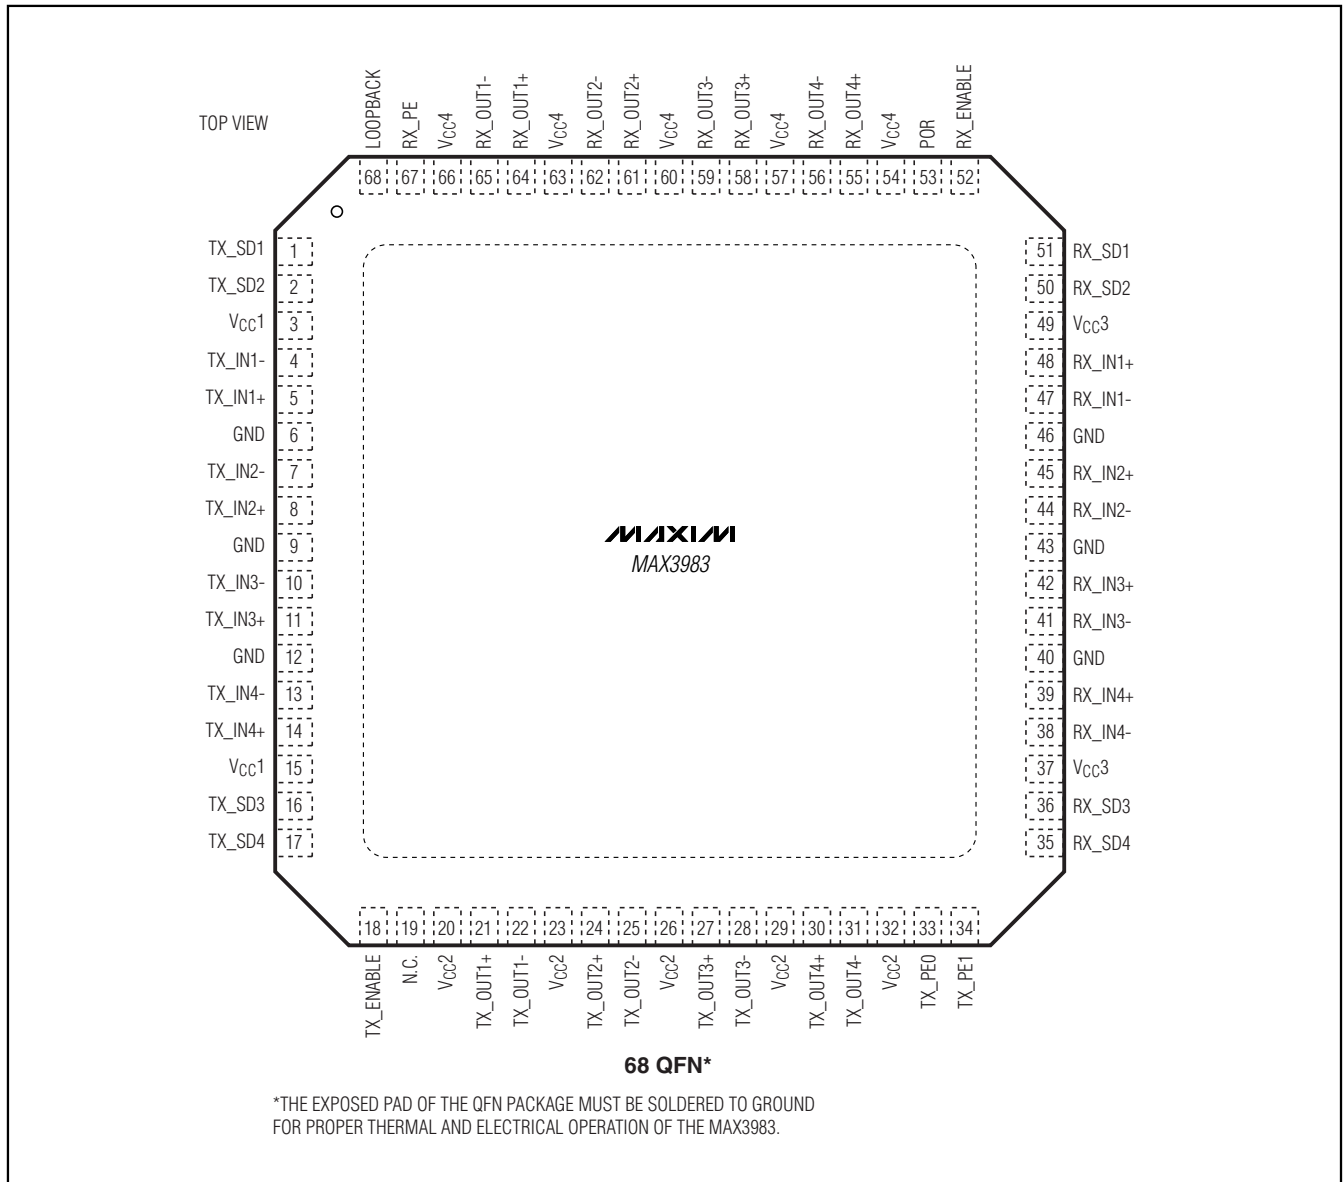 TOP VIEW
LOOPBACK
RX_PE
VCC4
RX_OUT1-
RX_OUT1+
VCC4
RX_OUT2-
RX_OUT2+
VCC4
RX_OUT3-
RX_OUT3+
VCC4
RX_OUT4-
RX_OUT4+
VCC4
POR
RX_ENABLE
68 67 66 65 64 63 62 61 60 59 58 57 56 55 54 53 52
TX_SD1 1
TX_SD2 2
VCC1 3
TX_IN1- 4
TX_IN1+ 5
GND 6
TX_IN2- 7
TX_IN2+ 8
GND 9
TX_IN3- 10
TX_IN3+ 11
GND 12
TX_IN4- 13
TX_IN4+ 14
VCC1 15
TX_SD3 16
TX_SD4 17
MAXIM
MAX3983
51 RX_SD1
50 RX_SD2
49 VCC3
48 RX_IN1+
47 RX_IN1-
46 GND
45 RX_IN2+
44 RX_IN2-
43 GND
42 RX_IN3+
41 RX_IN3-
40 GND
39 RX_IN4+
38 RX_IN4-
37 VCC3
36 RX_SD3
35 RX_SD4
18 19 20 21 22 23 24 25 26 27 28 29 30 31 32 33 34
TX_ENABLE
N.C.
VCC2
TX_OUT1+
TX_OUT1-
VCC2
TX_OUT2+
TX_OUT2-
VCC2
TX_OUT3+
TX_OUT3-
VCC2
TX_OUT4+
TX_OUT4-
VCC2
TX_PE0
TX_PE1
68 QFN*
*THE EXPOSED PAD OF THE QFN PACKAGE MUST BE SOLDERED TO GROUND
FOR PROPER THERMAL AND ELECTRICAL OPERATION OF THE MAX3983.